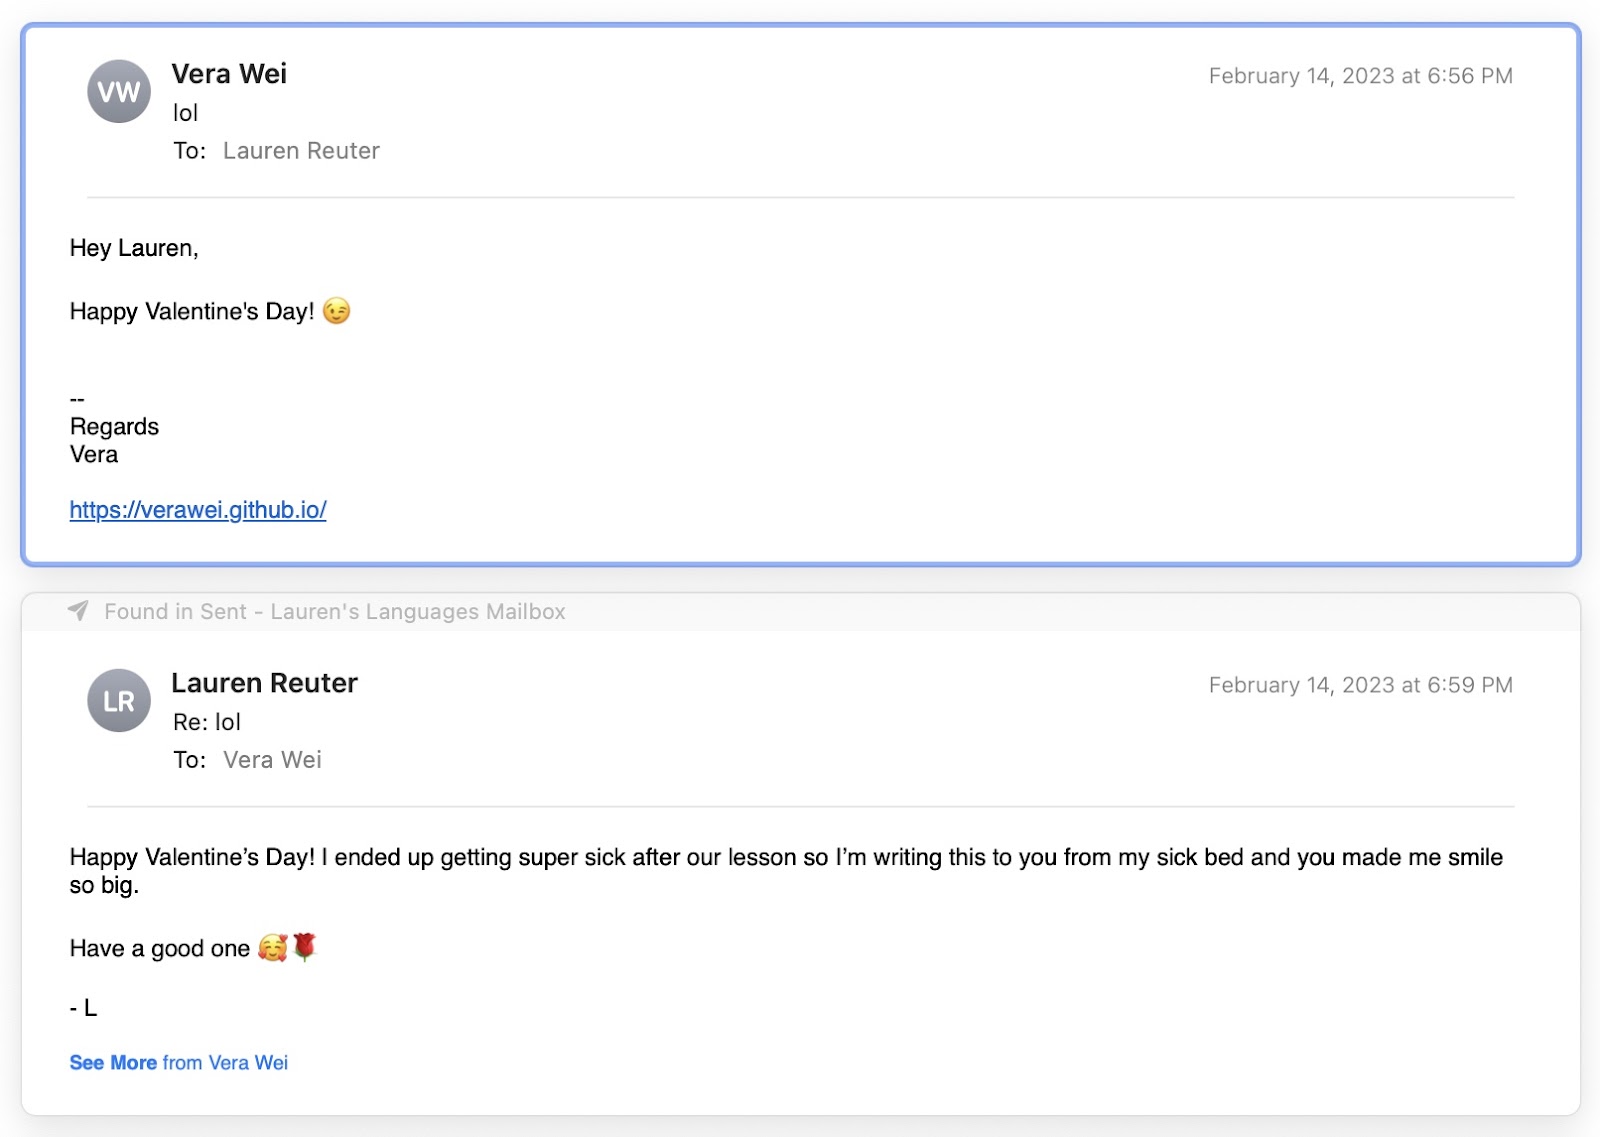 VW
Vera Wei
February 14, 2023 at 6:56 PM
lol
To: Lauren Reuter
Hey Lauren,
Happy Valentine's Day! 😉
--
Regards
Vera
https://verawei.github.io/
Found in Sent - Lauren's Languages Mailbox
LR
Lauren Reuter
February 14, 2023 at 6:59 PM
Re: lol
To: Vera Wei
Happy Valentine’s Day! I ended up getting super sick after our lesson so I’m writing this to you from my sick bed and you made me smile
so big.
Have a good one 🥰🌹
- L
See More from Vera Wei